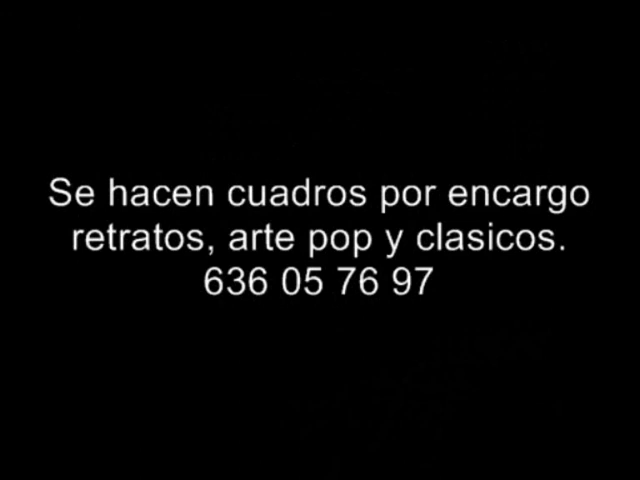 Se hacen cuadros por encargo
retratos, arte pop y clasicos.
636 05 76 97